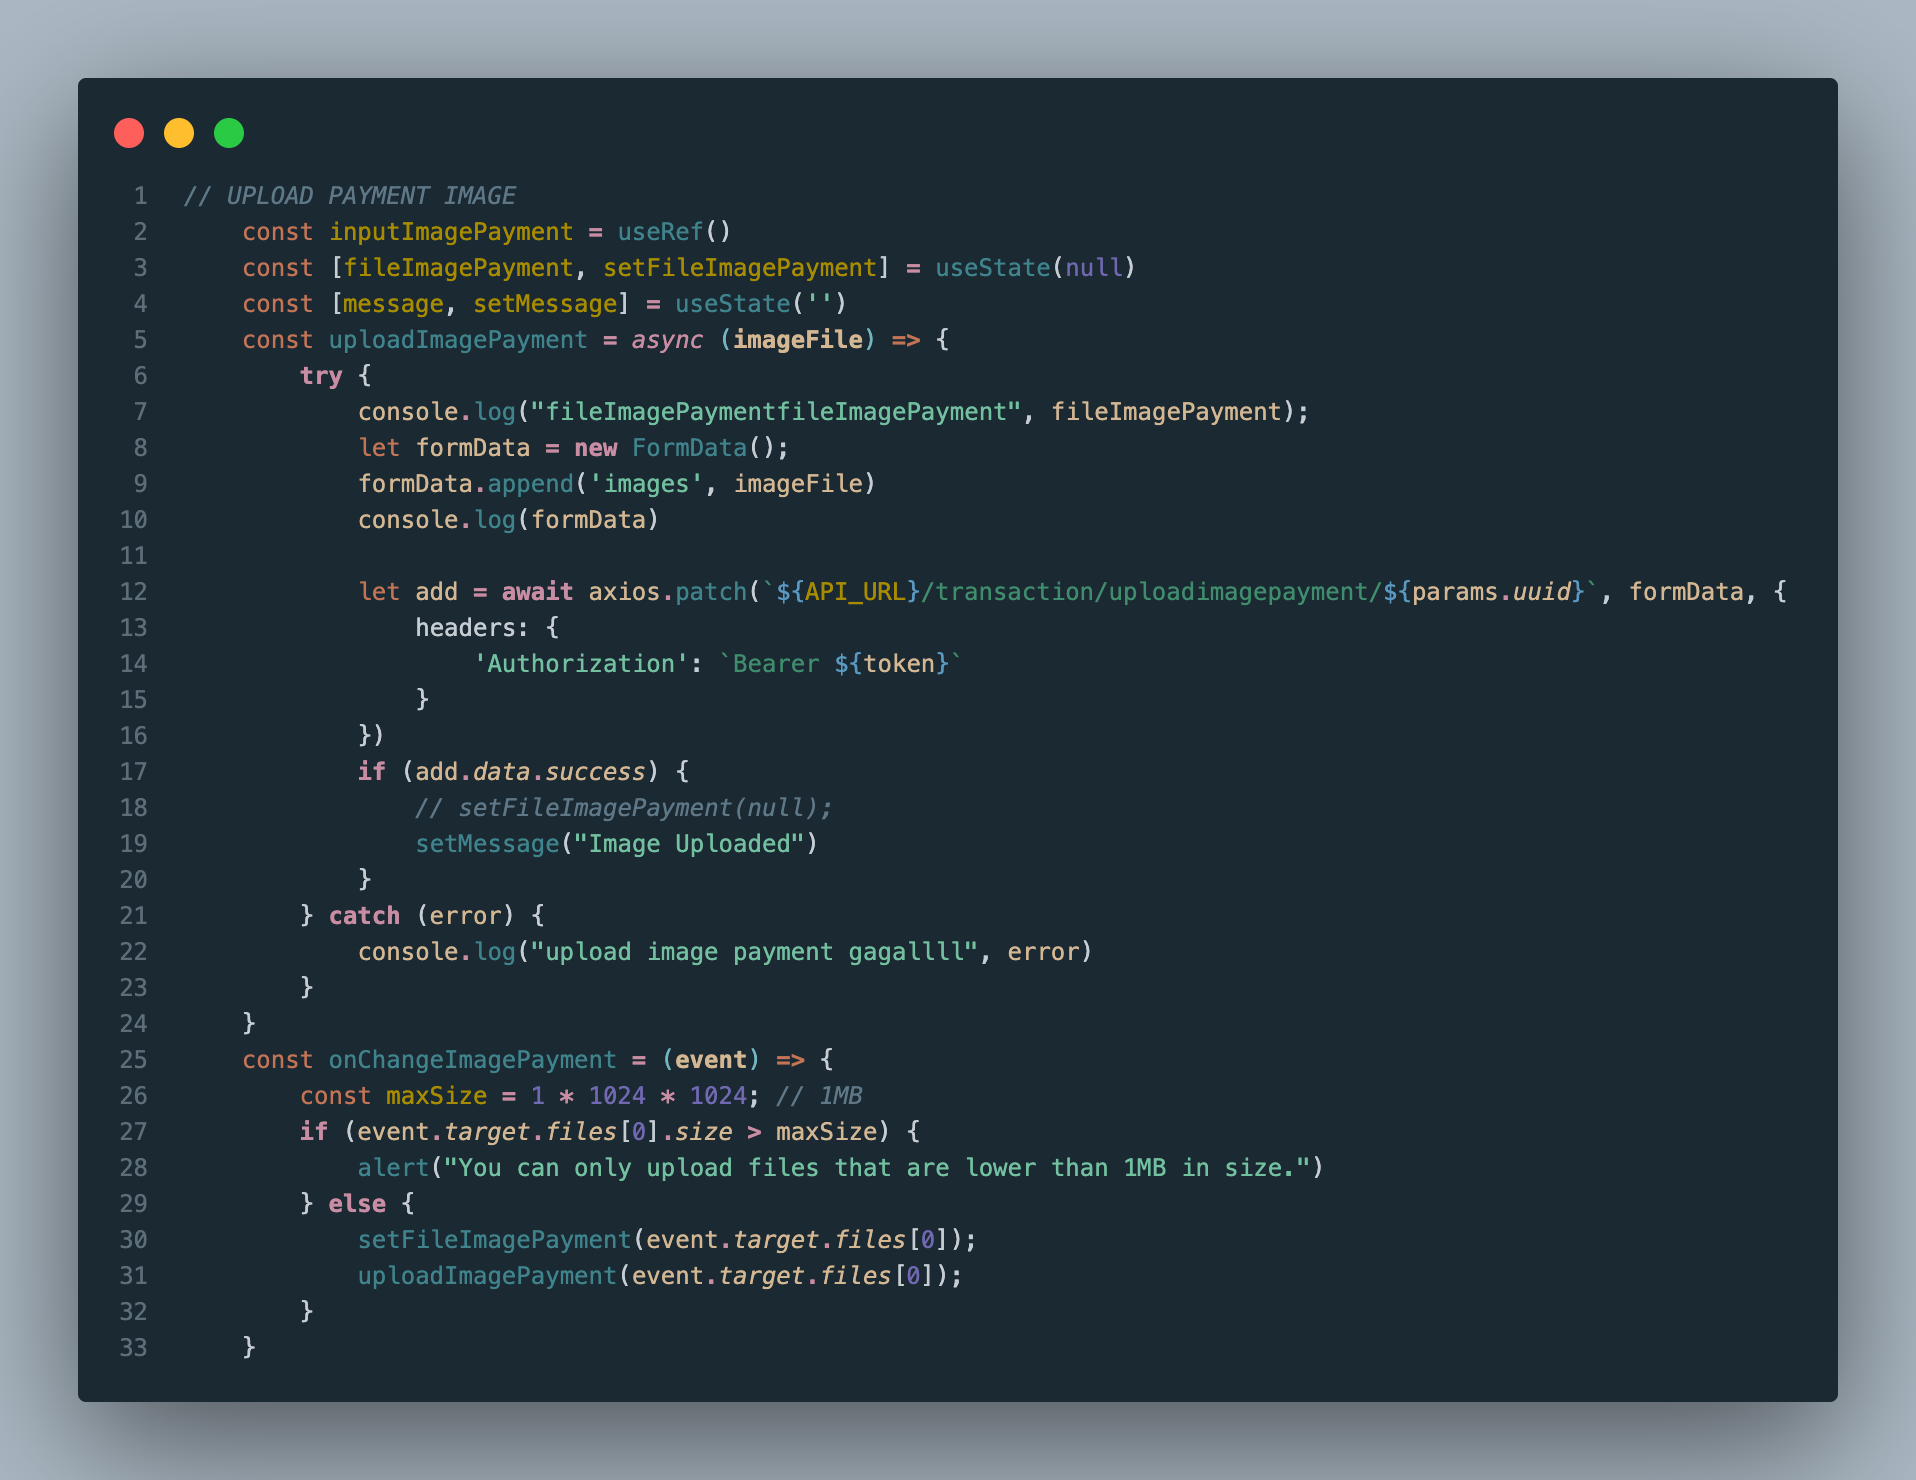 1 // UPLOAD PAYMENT IMAGE
2     const inputImagePayment = useRef()
3     const [fileImagePayment, setFileImagePayment] = useState(null)
4     const [message, setMessage] = useState('')
5     const uploadImagePayment = async (imageFile) => {
6         try {
7             console.log("fileImagePaymentfileImagePayment", fileImagePayment);
8             let formData = new FormData();
9             formData.append('images', imageFile)
10             console.log(formData)
11
12             let add = await axios.patch(`${API_URL}/transaction/uploadimagepayment/${params.uuid}`, formData, {
13                 headers: {
14                     'Authorization': `Bearer ${token}`
15                 }
16             })
17             if (add.data.success) {
18                 // setFileImagePayment(null);
19                 setMessage("Image Uploaded")
20             }
21         } catch (error) {
22             console.log("upload image payment gagallll", error)
23         }
24     }
25     const onChangeImagePayment = (event) => {
26         const maxSize = 1 * 1024 * 1024; // 1MB
27         if (event.target.files[0].size > maxSize) {
28             alert("You can only upload files that are lower than 1MB in size.")
29         } else {
30             setFileImagePayment(event.target.files[0]);
31             uploadImagePayment(event.target.files[0]);
32         }
33     }